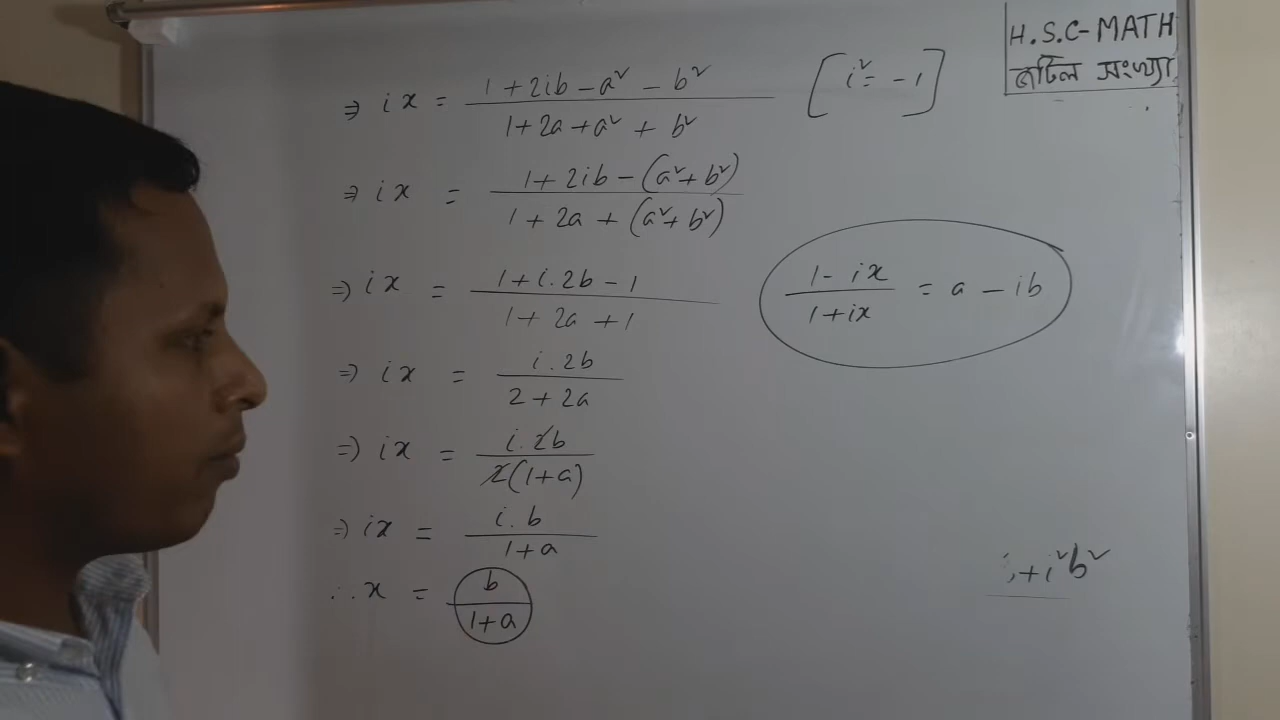 H.S.C-MATH
জটিল সংখ্যা
⇒ ix = (1+2ib-a²-b²)/(1+2a+a²+b²) [i²=-1]
⇒ ix = (1+2ib-(a²+b²))/(1+2a+(a²+b²))
⇒ ix = (1+i.2b-1)/(1+2a+1)
(1-ix)/(1+ix) = a-ib
⇒ ix = (i.2b)/(2+2a)
⇒ ix = (i.2b)/(2(1+a))
⇒ ix = (i.b)/(1+a)
∴ x = b/(1+a)
+i²b²